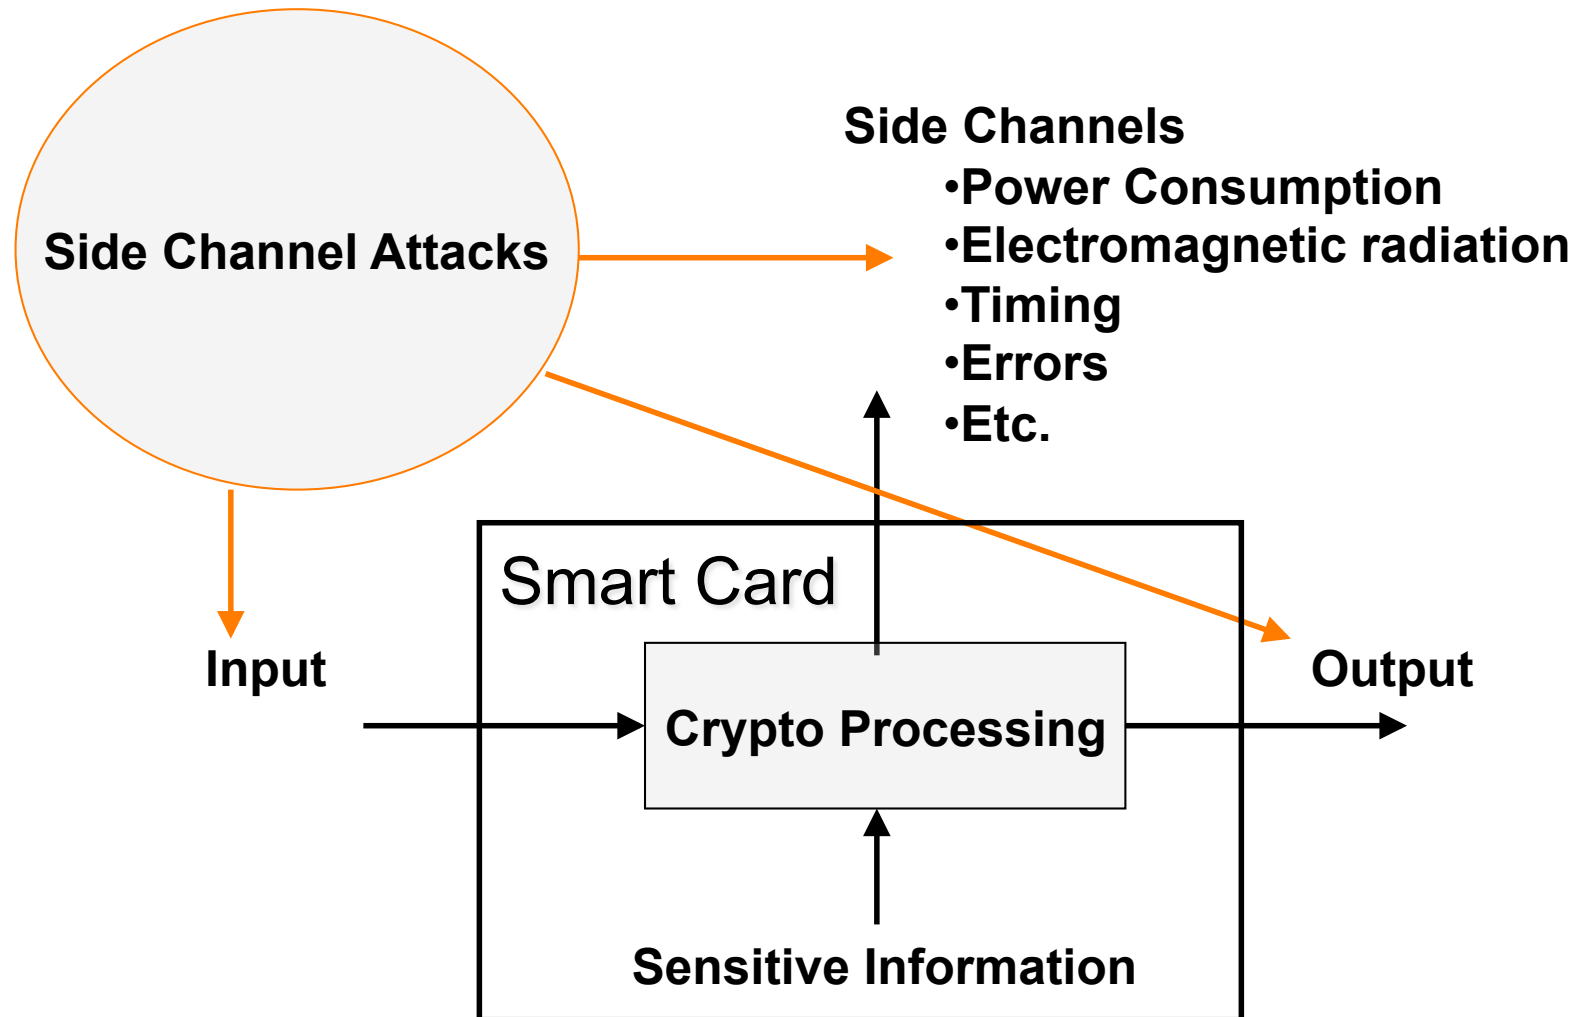 Side Channels
•Power Consumption
Side Channel Attacks
•Electromagnetic radiation
•Timing
•Errors
•Etc.
Smart Card
Input
Output
Crypto Processing
Sensitive Information